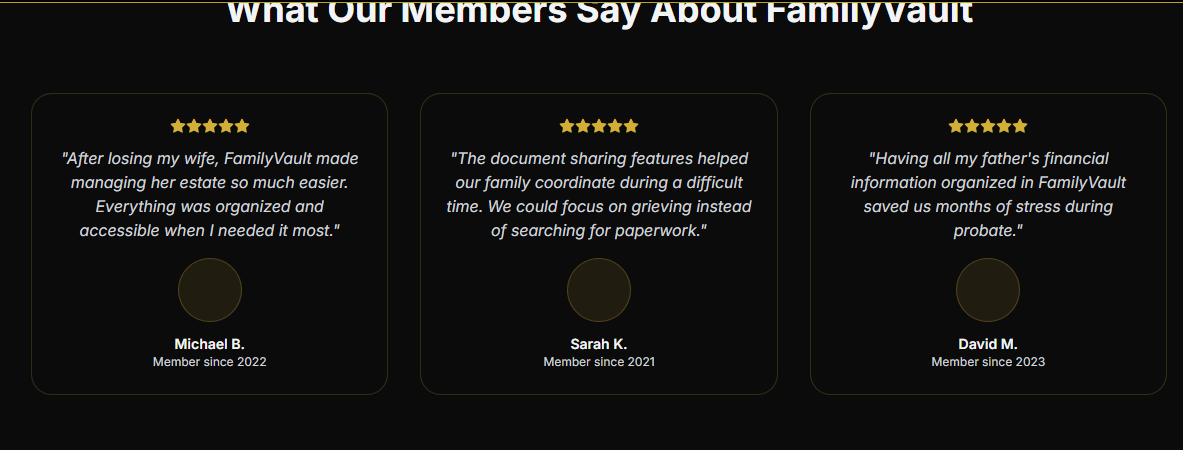 What Our Members Say About FamilyVault
"After losing my wife, FamilyVault made
managing her estate so much easier.
Everything was organized and
accessible when I needed it most."
Michael B.
Member since 2022
"The document sharing features helped
our family coordinate during a difficult
time. We could focus on grieving instead
of searching for paperwork."
Sarah K.
Member since 2021
"Having all my father's financial
information organized in FamilyVault
saved us months of stress during
probate."
David M.
Member since 2023